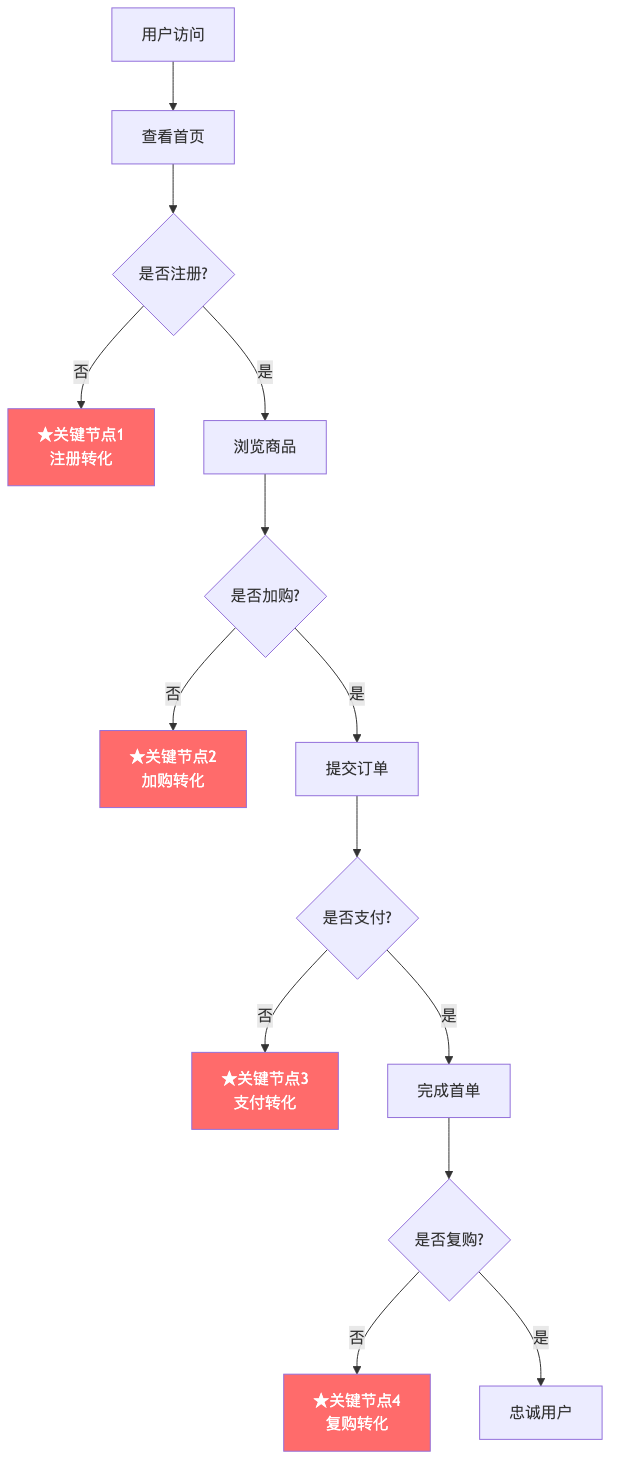 用户访问
查看首页
是否注册?
否
是
★关键节点1
注册转化
浏览商品
是否加购?
否
是
★关键节点2
加购转化
提交订单
是否支付?
否
是
★关键节点3
支付转化
完成首单
是否复购?
否
是
★关键节点4
复购转化
忠诚用户